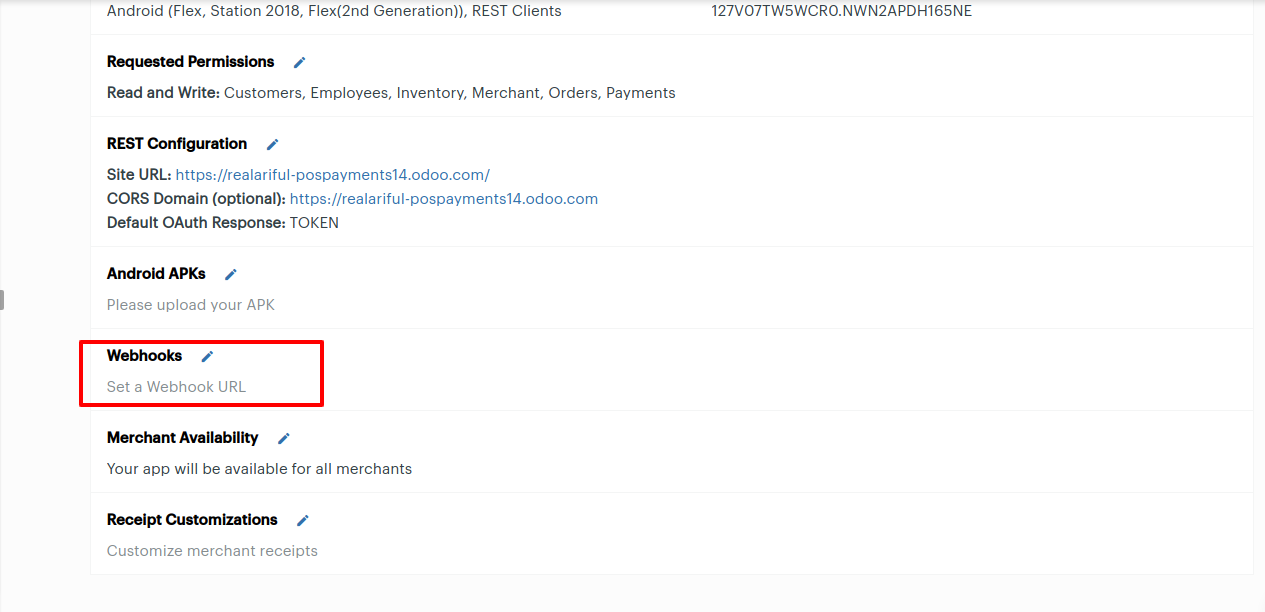 Android (Flex, Station 2018, Flex(2nd Generation)), REST Clients 127V07TW5WCR0.NWN2APDH165NE
Requested Permissions
Read and Write: Customers, Employees, Inventory, Merchant, Orders, Payments
REST Configuration
Site URL: https://realariful-pospayments14.odoo.com/
CORS Domain (optional): https://realariful-pospayments14.odoo.com
Default OAuth Response: TOKEN
Android APKs
Please upload your APK
Webhooks
Set a Webhook URL
Merchant Availability
Your app will be available for all merchants
Receipt Customizations
Customize merchant receipts